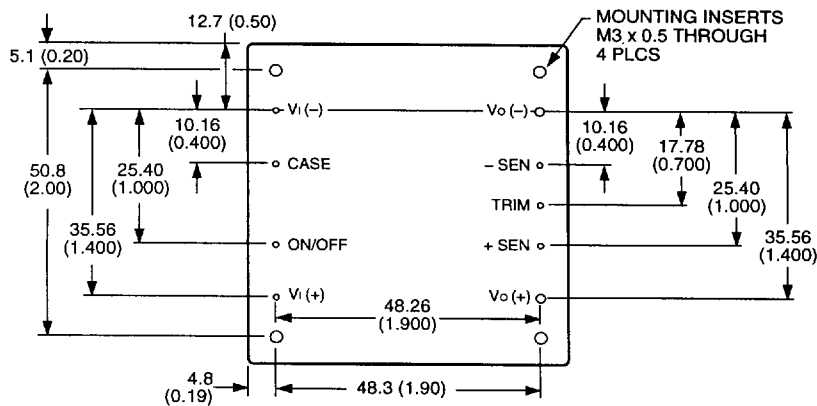 12.7 (0.50)
5.1 (0.20)
MOUNTING INSERTS
M3 x 0.5 THROUGH
4 PLCS
VI (–)
VO (–)
10.16
(0.400)
10.16
(0.400)
17.78
(0.700)
CASE
– SEN
50.8
(2.00)
25.40
(1.000)
25.40
(1.000)
TRIM
35.56
(1.400)
35.56
(1.400)
ON/OFF
+ SEN
VI (+)
VO (+)
48.26
(1.900)
4.8
(0.19)
48.3 (1.90)